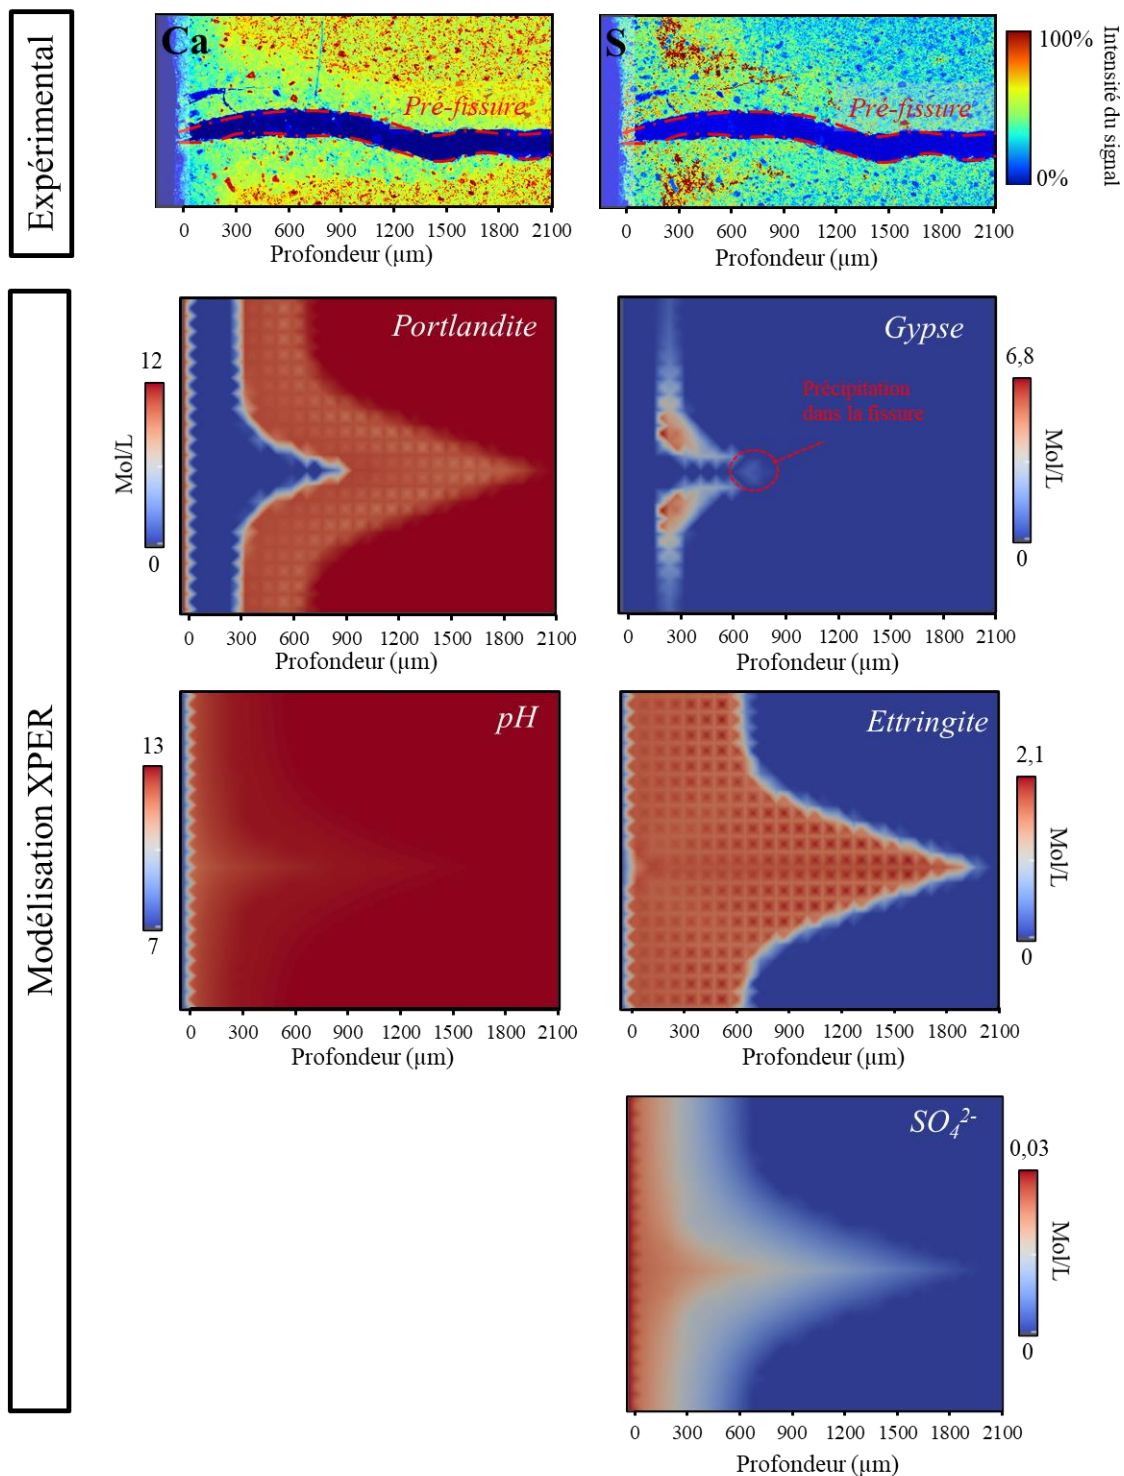 Expérimental
Ca
Pré-fissure
0 300 600 900 1200 1500 1800 2100
Profondeur (µm)
S
Pré-fissure
0 300 600 900 1200 1500 1800 2100
Profondeur (µm)
100%
0%
Intensité du signal
Modélisation XPER
Portlandite
12
0
Mol/L
0 300 600 900 1200 1500 1800 2100
Profondeur (µm)
Gypse
Précipitation
dans la fissure
6,8
0
Mol/L
0 300 600 900 1200 1500 1800 2100
Profondeur (µm)
pH
13
7
0 300 600 900 1200 1500 1800 2100
Profondeur (µm)
Ettringite
2,1
0
Mol/L
0 300 600 900 1200 1500 1800 2100
Profondeur (µm)
SO₄²⁻
0,03
0
Mol/L
0 300 600 900 1200 1500 1800 2100
Profondeur (µm)